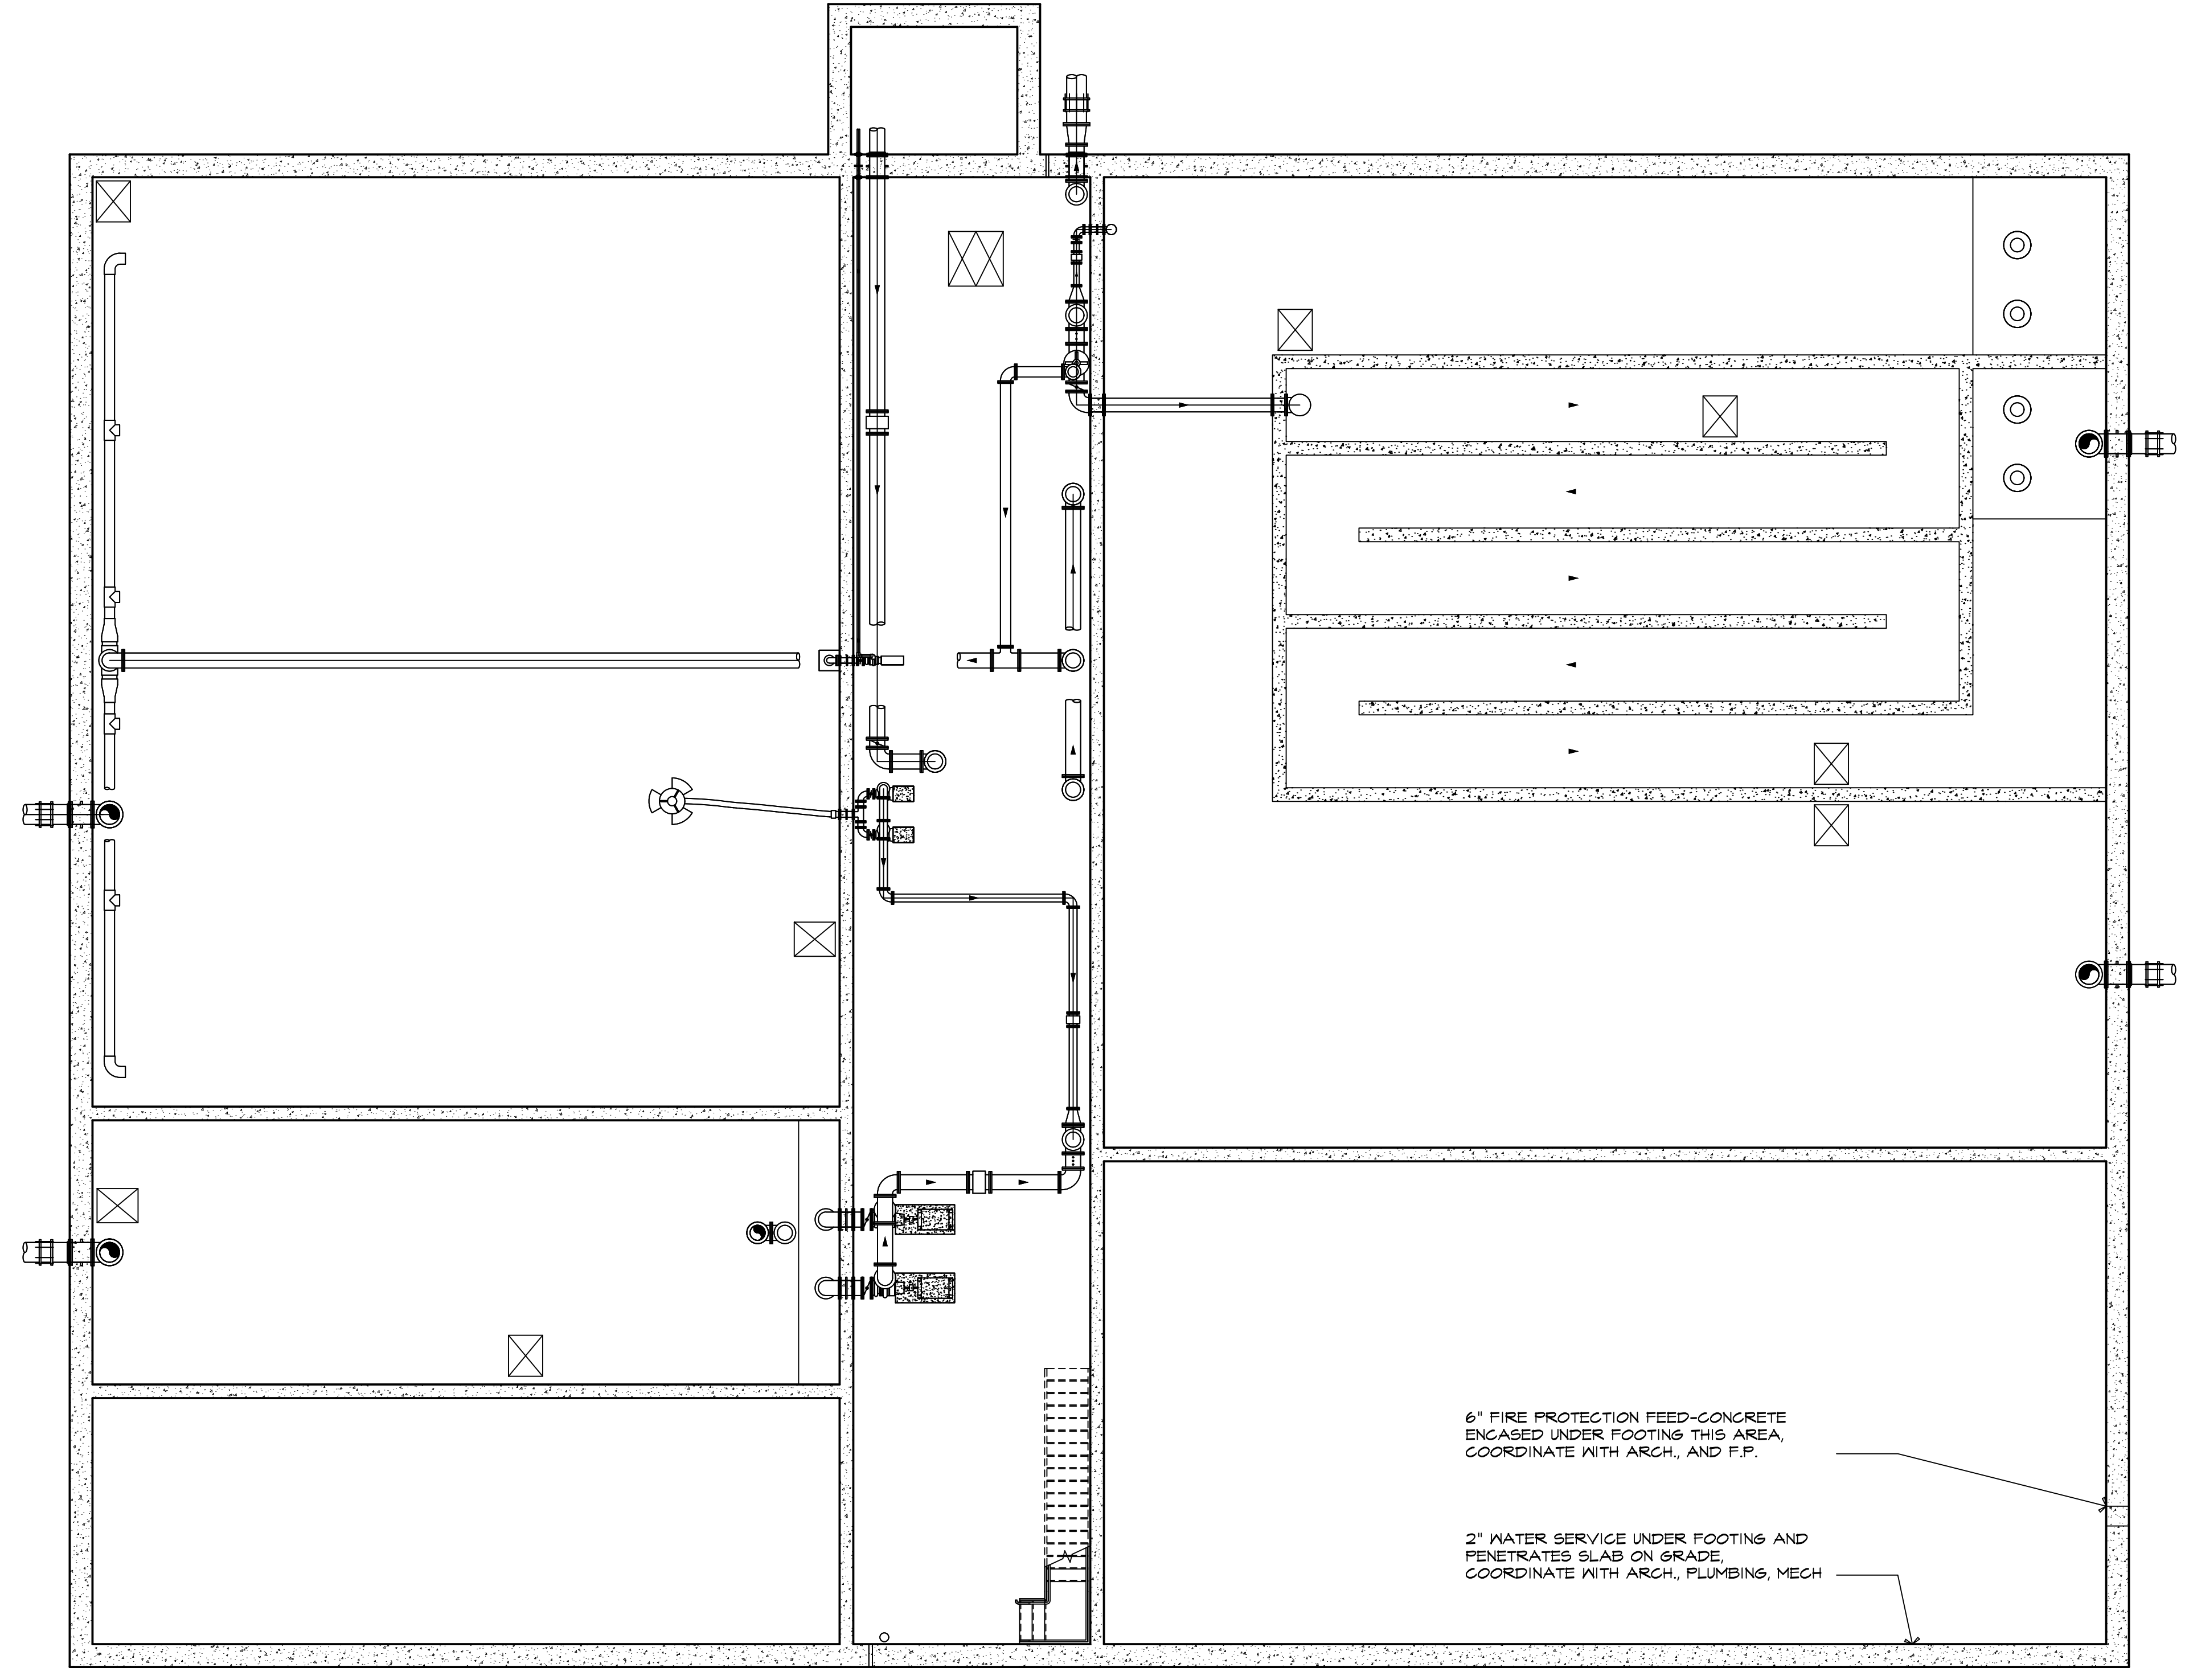 6" FIRE PROTECTION FEED-CONCRETE
ENCASED UNDER FOOTING THIS AREA,
COORDINATE WITH ARCH., AND F.P.
2" WATER SERVICE UNDER FOOTING AND
PENETRATES SLAB ON GRADE,
COORDINATE WITH ARCH., PLUMBING, MECH